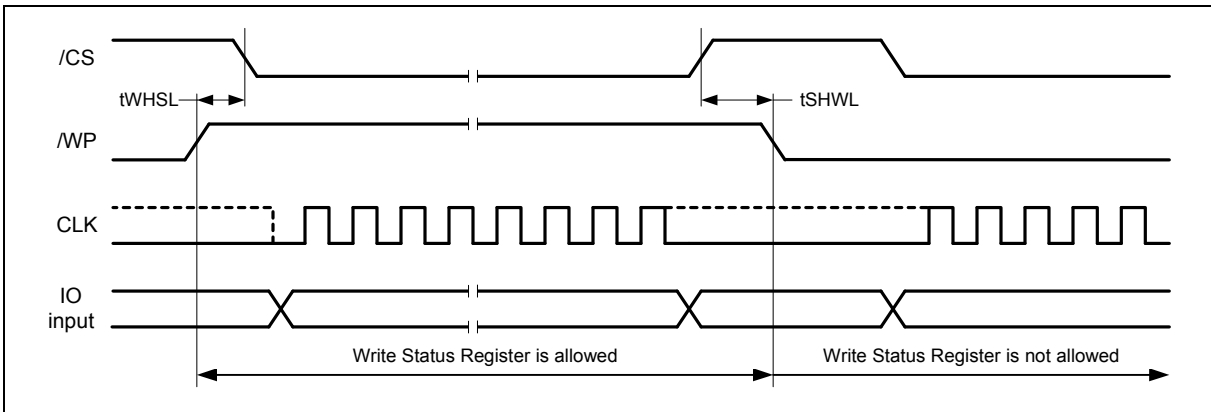 /CS
tWHSL
tSHWL
/WP
CLK
IO
input
Write Status Register is allowed
Write Status Register is not allowed